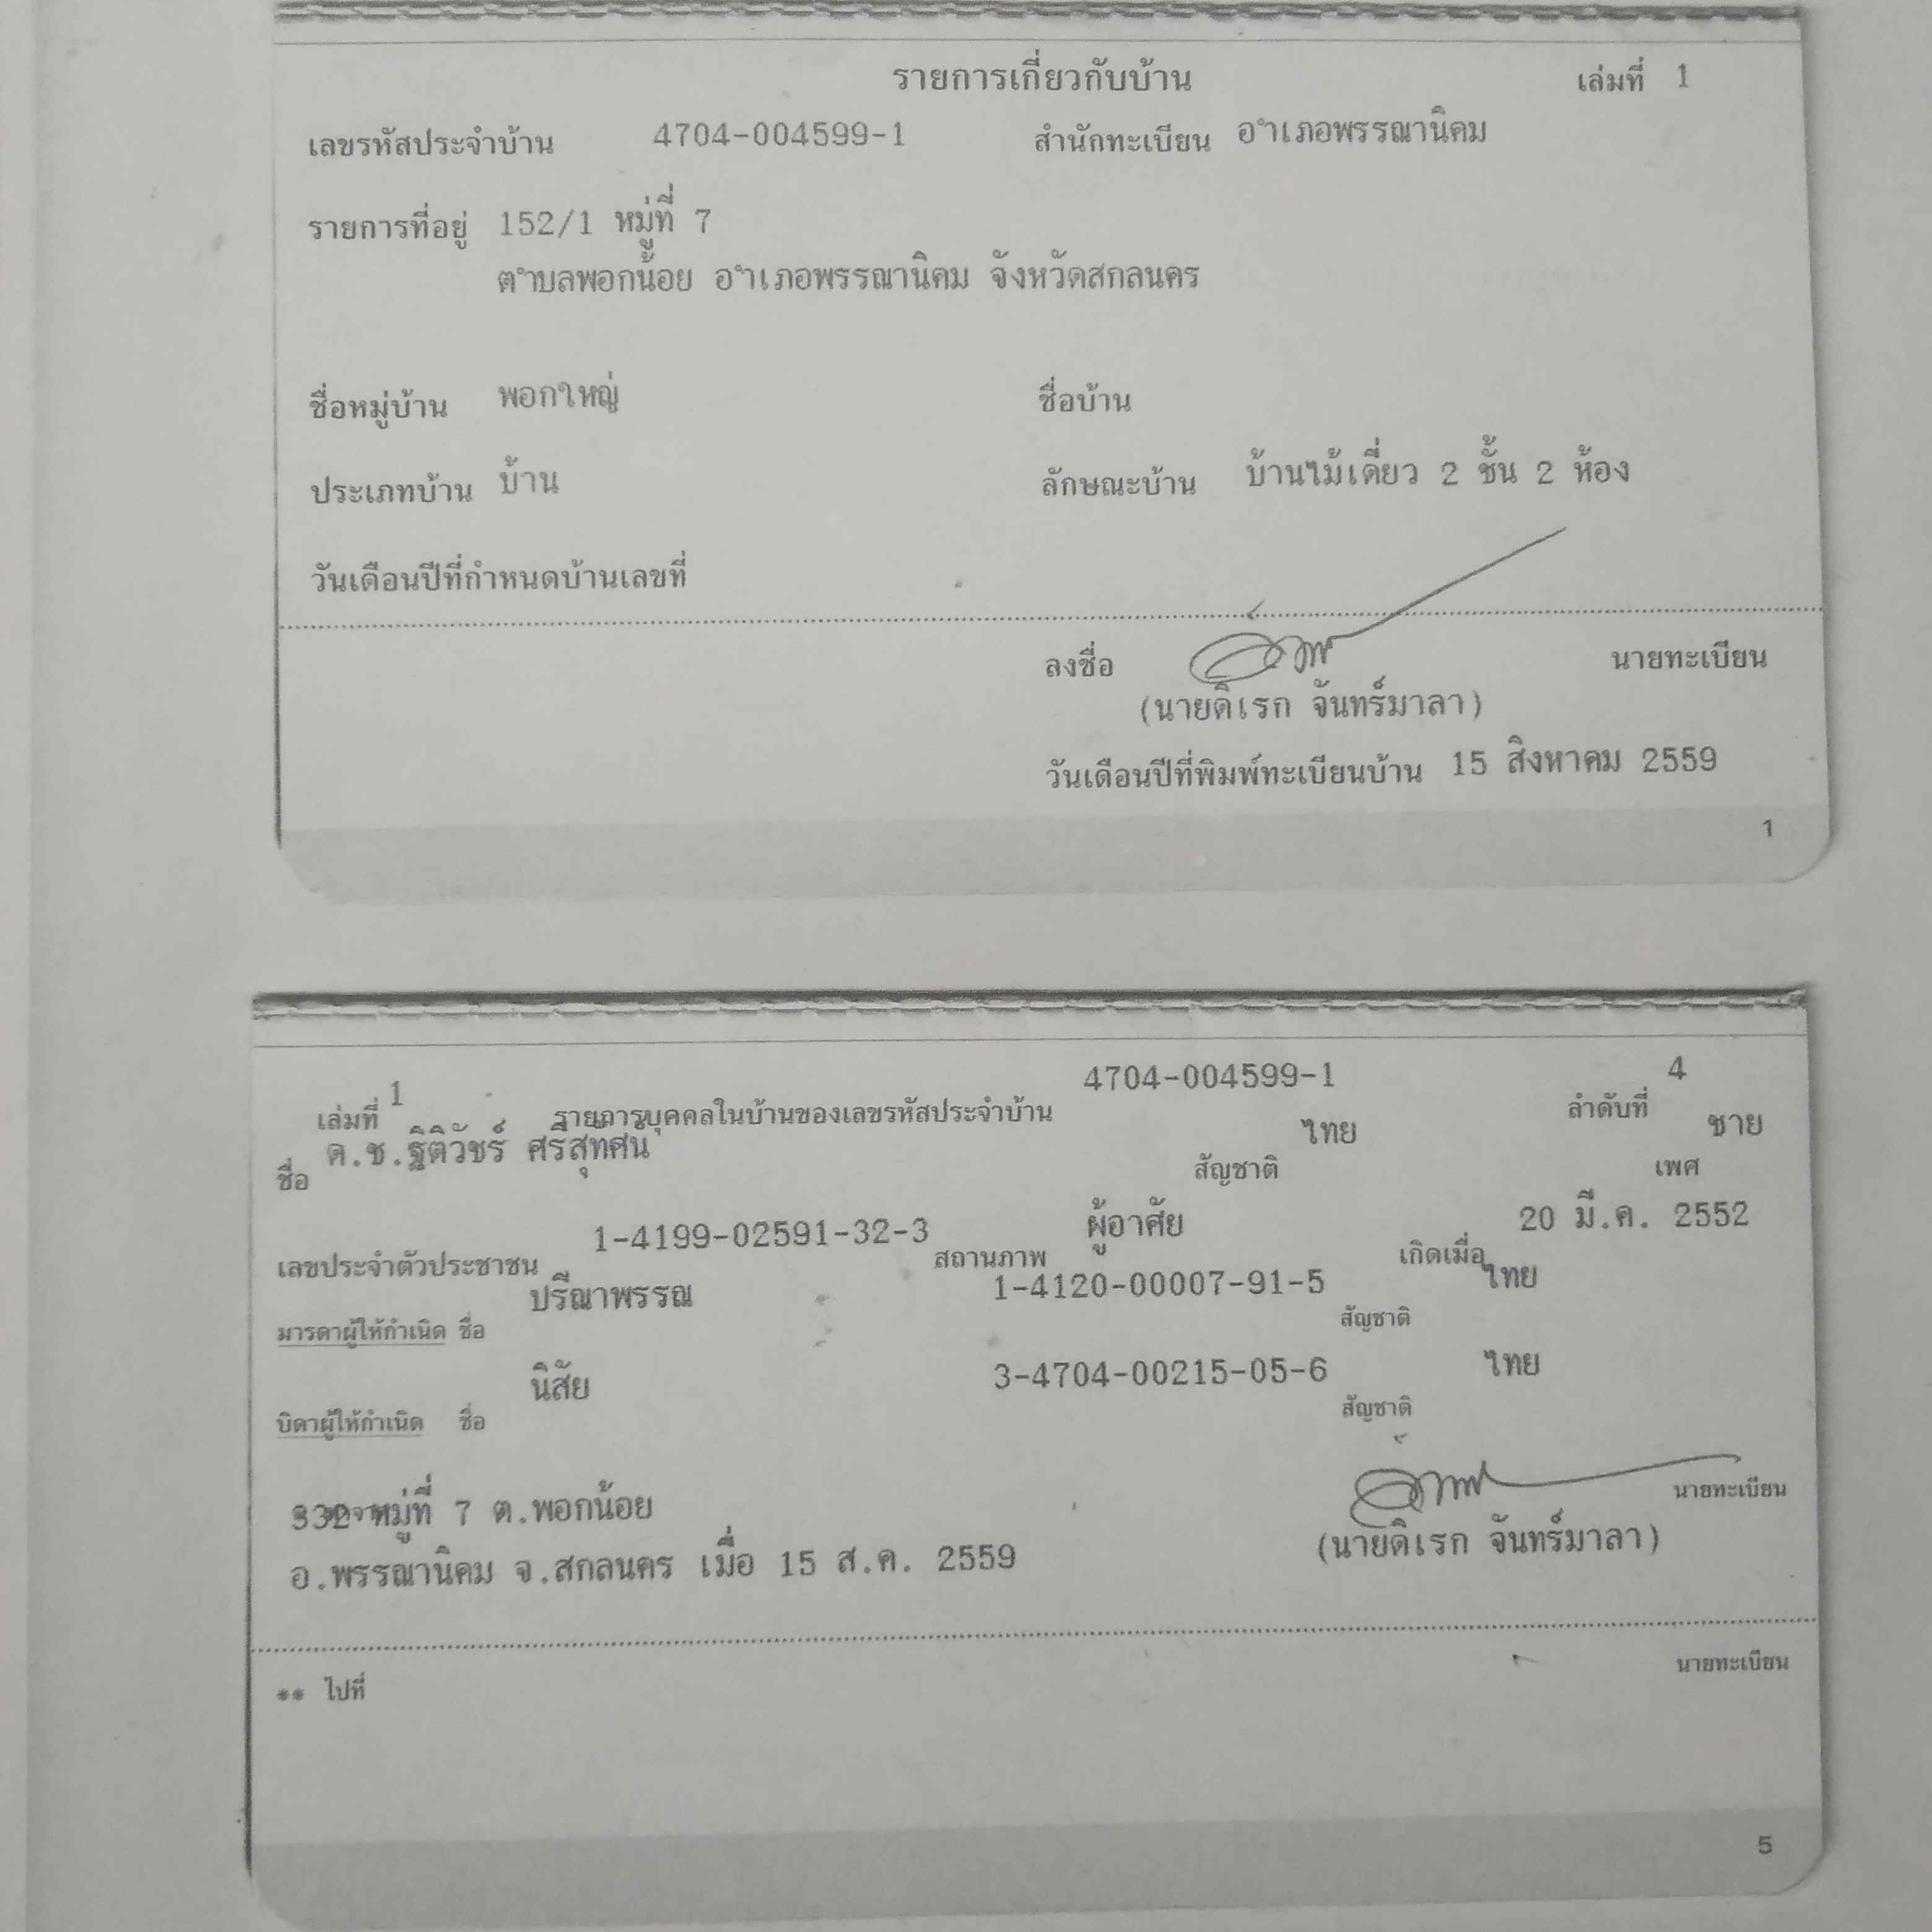 รายการเกี่ยวกับบ้าน เล่มที่ 1
เลขรหัสประจำบ้าน 4704-004599-1 สำนักทะเบียน อำเภอพรรณานิคม
รายการที่อยู่ 152/1 หมู่ที่ 7
ตำบลพอกน้อย อำเภอพรรณานิคม จังหวัดสกลนคร
ชื่อหมู่บ้าน พอกใหญ่ ชื่อบ้าน
ประเภทบ้าน บ้าน ลักษณะบ้าน บ้านไม้เดี่ยว 2 ชั้น 2 ห้อง
วันเดือนปีที่กำหนดบ้านเลขที่
ลงชื่อ นายทะเบียน
(นายดิเรก จันทร์มาลา)
วันเดือนปีที่พิมพ์ทะเบียนบ้าน 15 สิงหาคม 2559
1
เล่มที่ 1 รายการบุคคลในบ้านของเลขรหัสประจำบ้าน 4704-004599-1 ลำดับที่ 4
ชื่อ ด.ช.ฐิติวัชร์ ศรีสุทัศน์ สัญชาติ ไทย เพศ ชาย
เลขประจำตัวประชาชน 1-4199-02591-32-3 สถานภาพ ผู้อาศัย เกิดเมื่อ 20 มี.ค. 2552
มารดาผู้ให้กำเนิด ชื่อ ปรีณาพรรณ 1-4120-00007-91-5 สัญชาติ ไทย
บิดาผู้ให้กำเนิด ชื่อ นิสัย 3-4704-00215-05-6 สัญชาติ ไทย
332 หมู่ที่ 7 ต.พอกน้อย นายทะเบียน
อ.พรรณานิคม จ.สกลนคร เมื่อ 15 ส.ค. 2559 (นายดิเรก จันทร์มาลา)
** ไปที่ นายทะเบียน
5